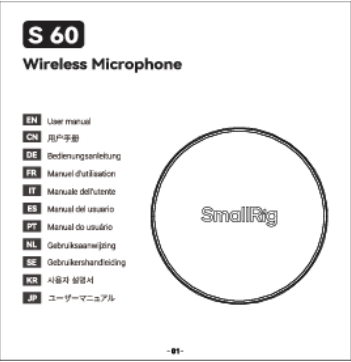 S 60
Wireless Microphone
EN User manual
CN 用户手册
DE Bedienungsanleitung
FR Manuel d'utilisation
IT Manuale dell'utente
ES Manual del usuario
PT Manual do usuário
NL Gebruiksaanwijzing
SE Gebrukershandleiding
KR 사용자 설명서
JP ユーザーマニュアル
SmallRig
-01-